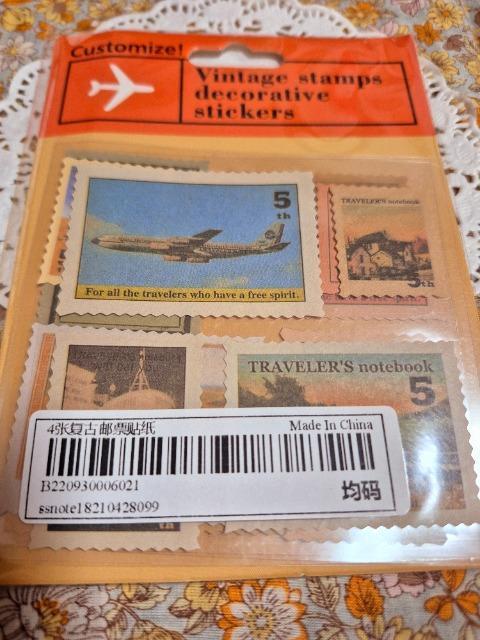 Customize!
Vintage stamps
decorative
stickers
5
th
For all the travelers who have a free spirit.
TRAVELER'S notebook
5th
TRAVELER'S notebook
5
4张复古邮票贴纸
Made In China
B220930006021
均码
ssnote18210428099
th